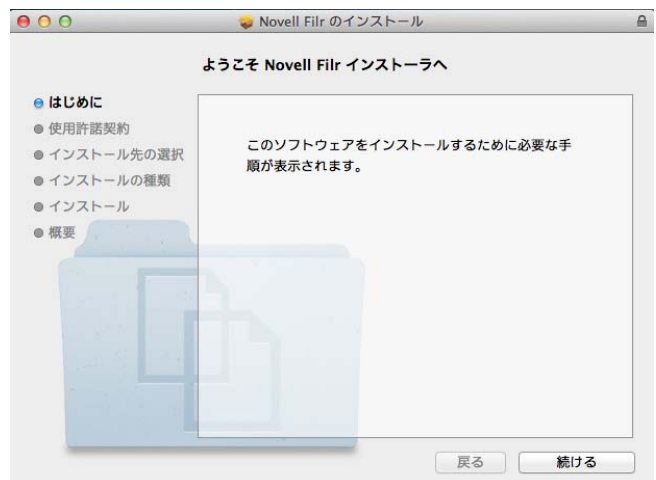 Novell Filr のインストール
ようこそ Novell Filr インストーラへ
はじめに
使用許諾契約
インストール先の選択
インストールの種類
インストール
概要
このソフトウェアをインストールするために必要な手
順が表示されます。
戻る
続ける